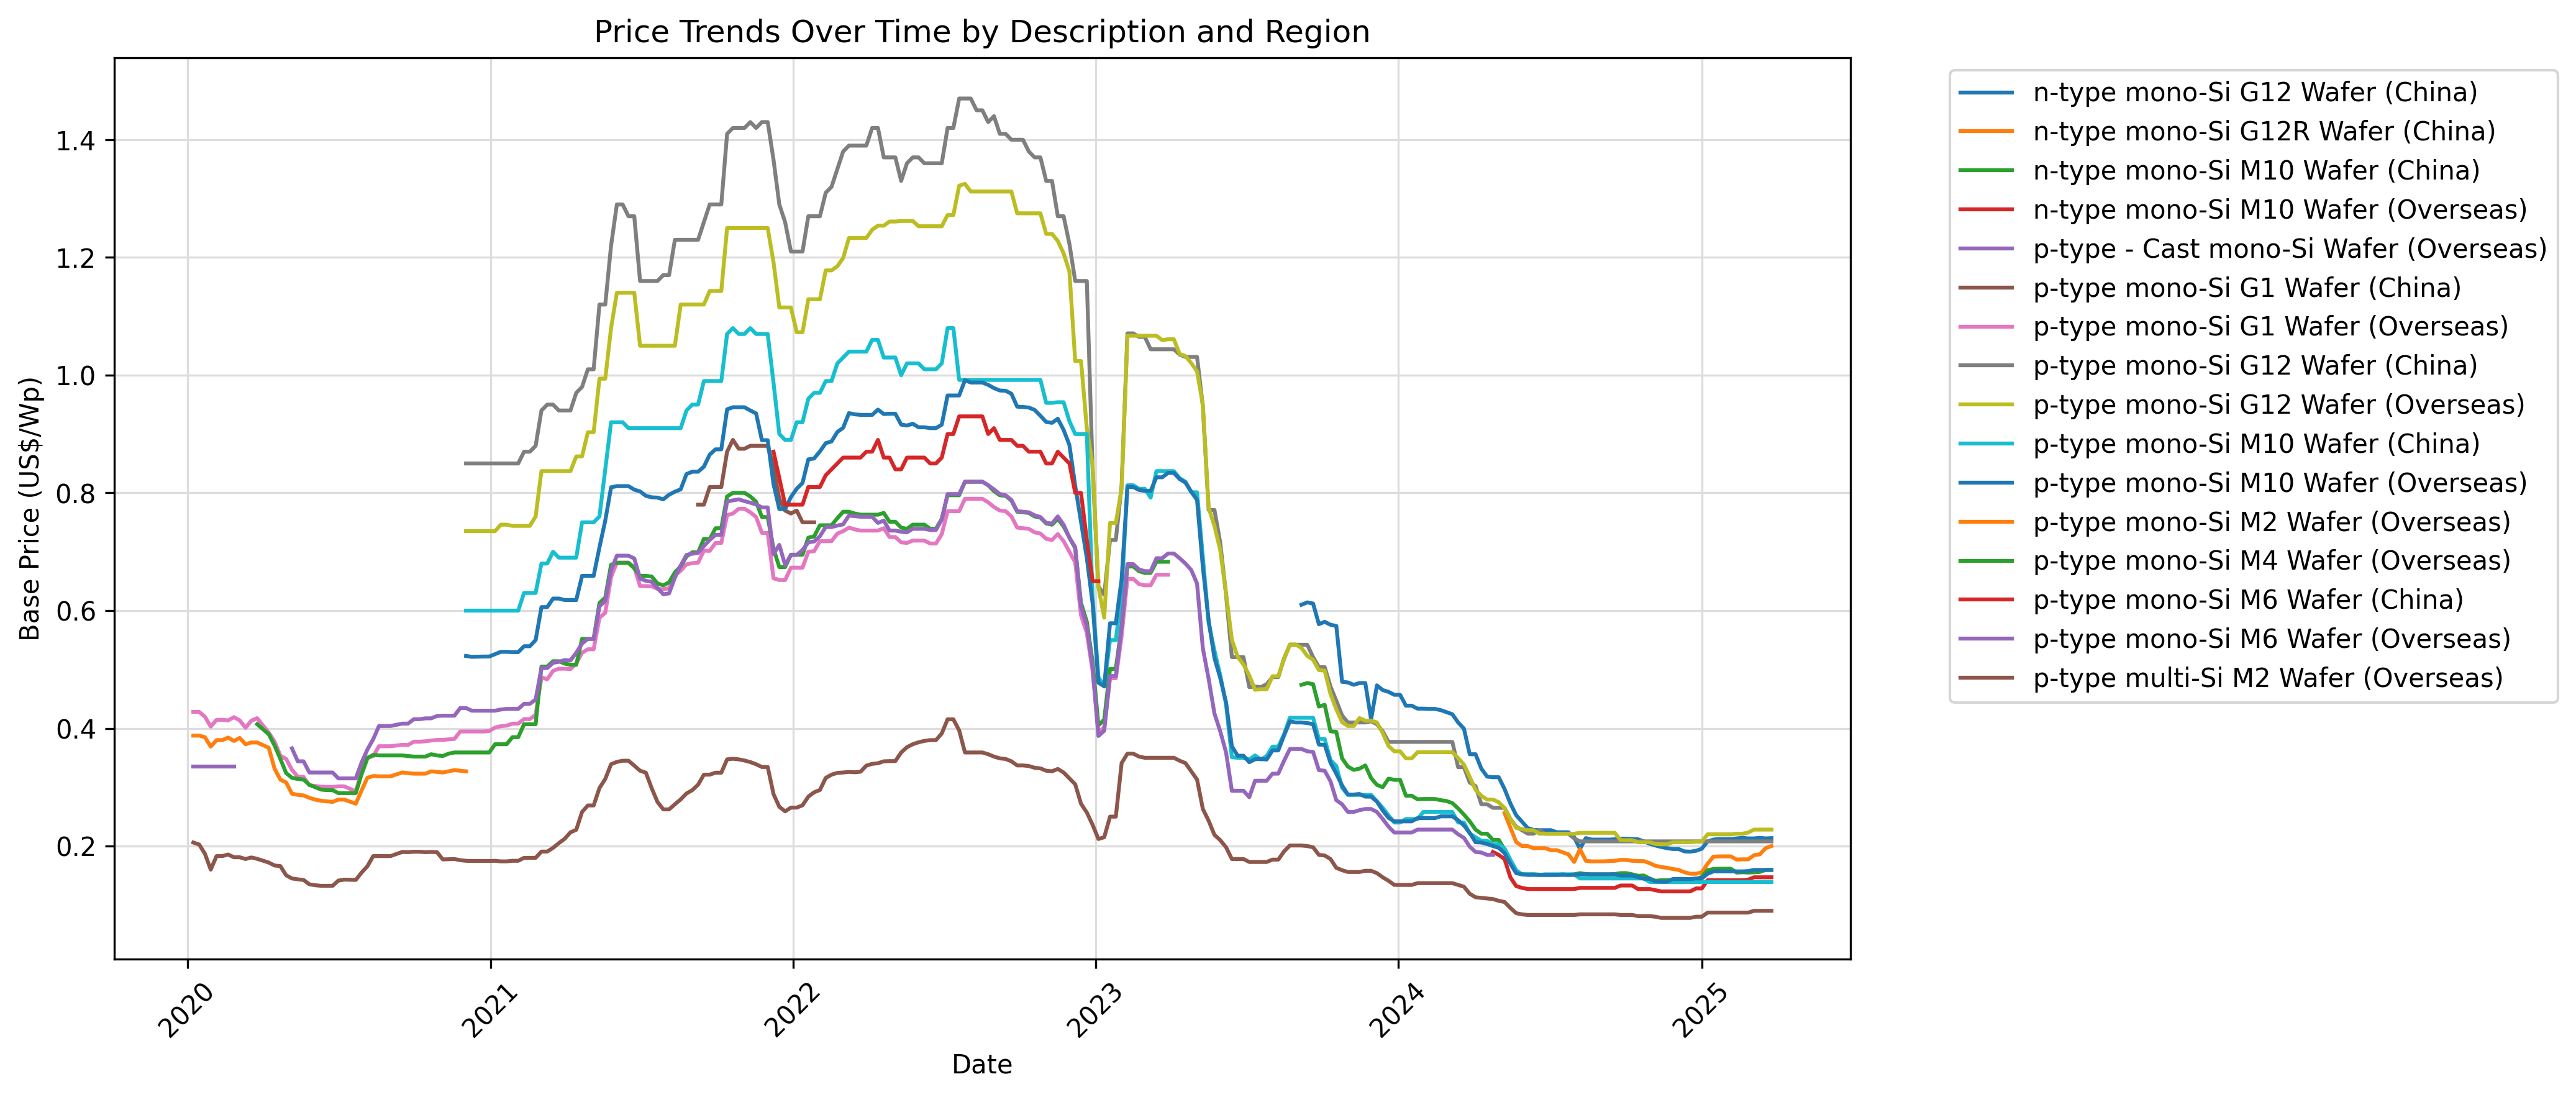 Price Trends Over Time by Description and Region
Base Price (US$/Wp)
1.4
1.2
1.0
0.8
0.6
0.4
0.2
2020
2021
2022
2023
2024
2025
Date
n-type mono-Si G12 Wafer (China)
n-type mono-Si G12R Wafer (China)
n-type mono-Si M10 Wafer (China)
n-type mono-Si M10 Wafer (Overseas)
p-type - Cast mono-Si Wafer (Overseas)
p-type mono-Si G1 Wafer (China)
p-type mono-Si G1 Wafer (Overseas)
p-type mono-Si G12 Wafer (China)
p-type mono-Si G12 Wafer (Overseas)
p-type mono-Si M10 Wafer (China)
p-type mono-Si M10 Wafer (Overseas)
p-type mono-Si M2 Wafer (Overseas)
p-type mono-Si M4 Wafer (Overseas)
p-type mono-Si M6 Wafer (China)
p-type mono-Si M6 Wafer (Overseas)
p-type multi-Si M2 Wafer (Overseas)